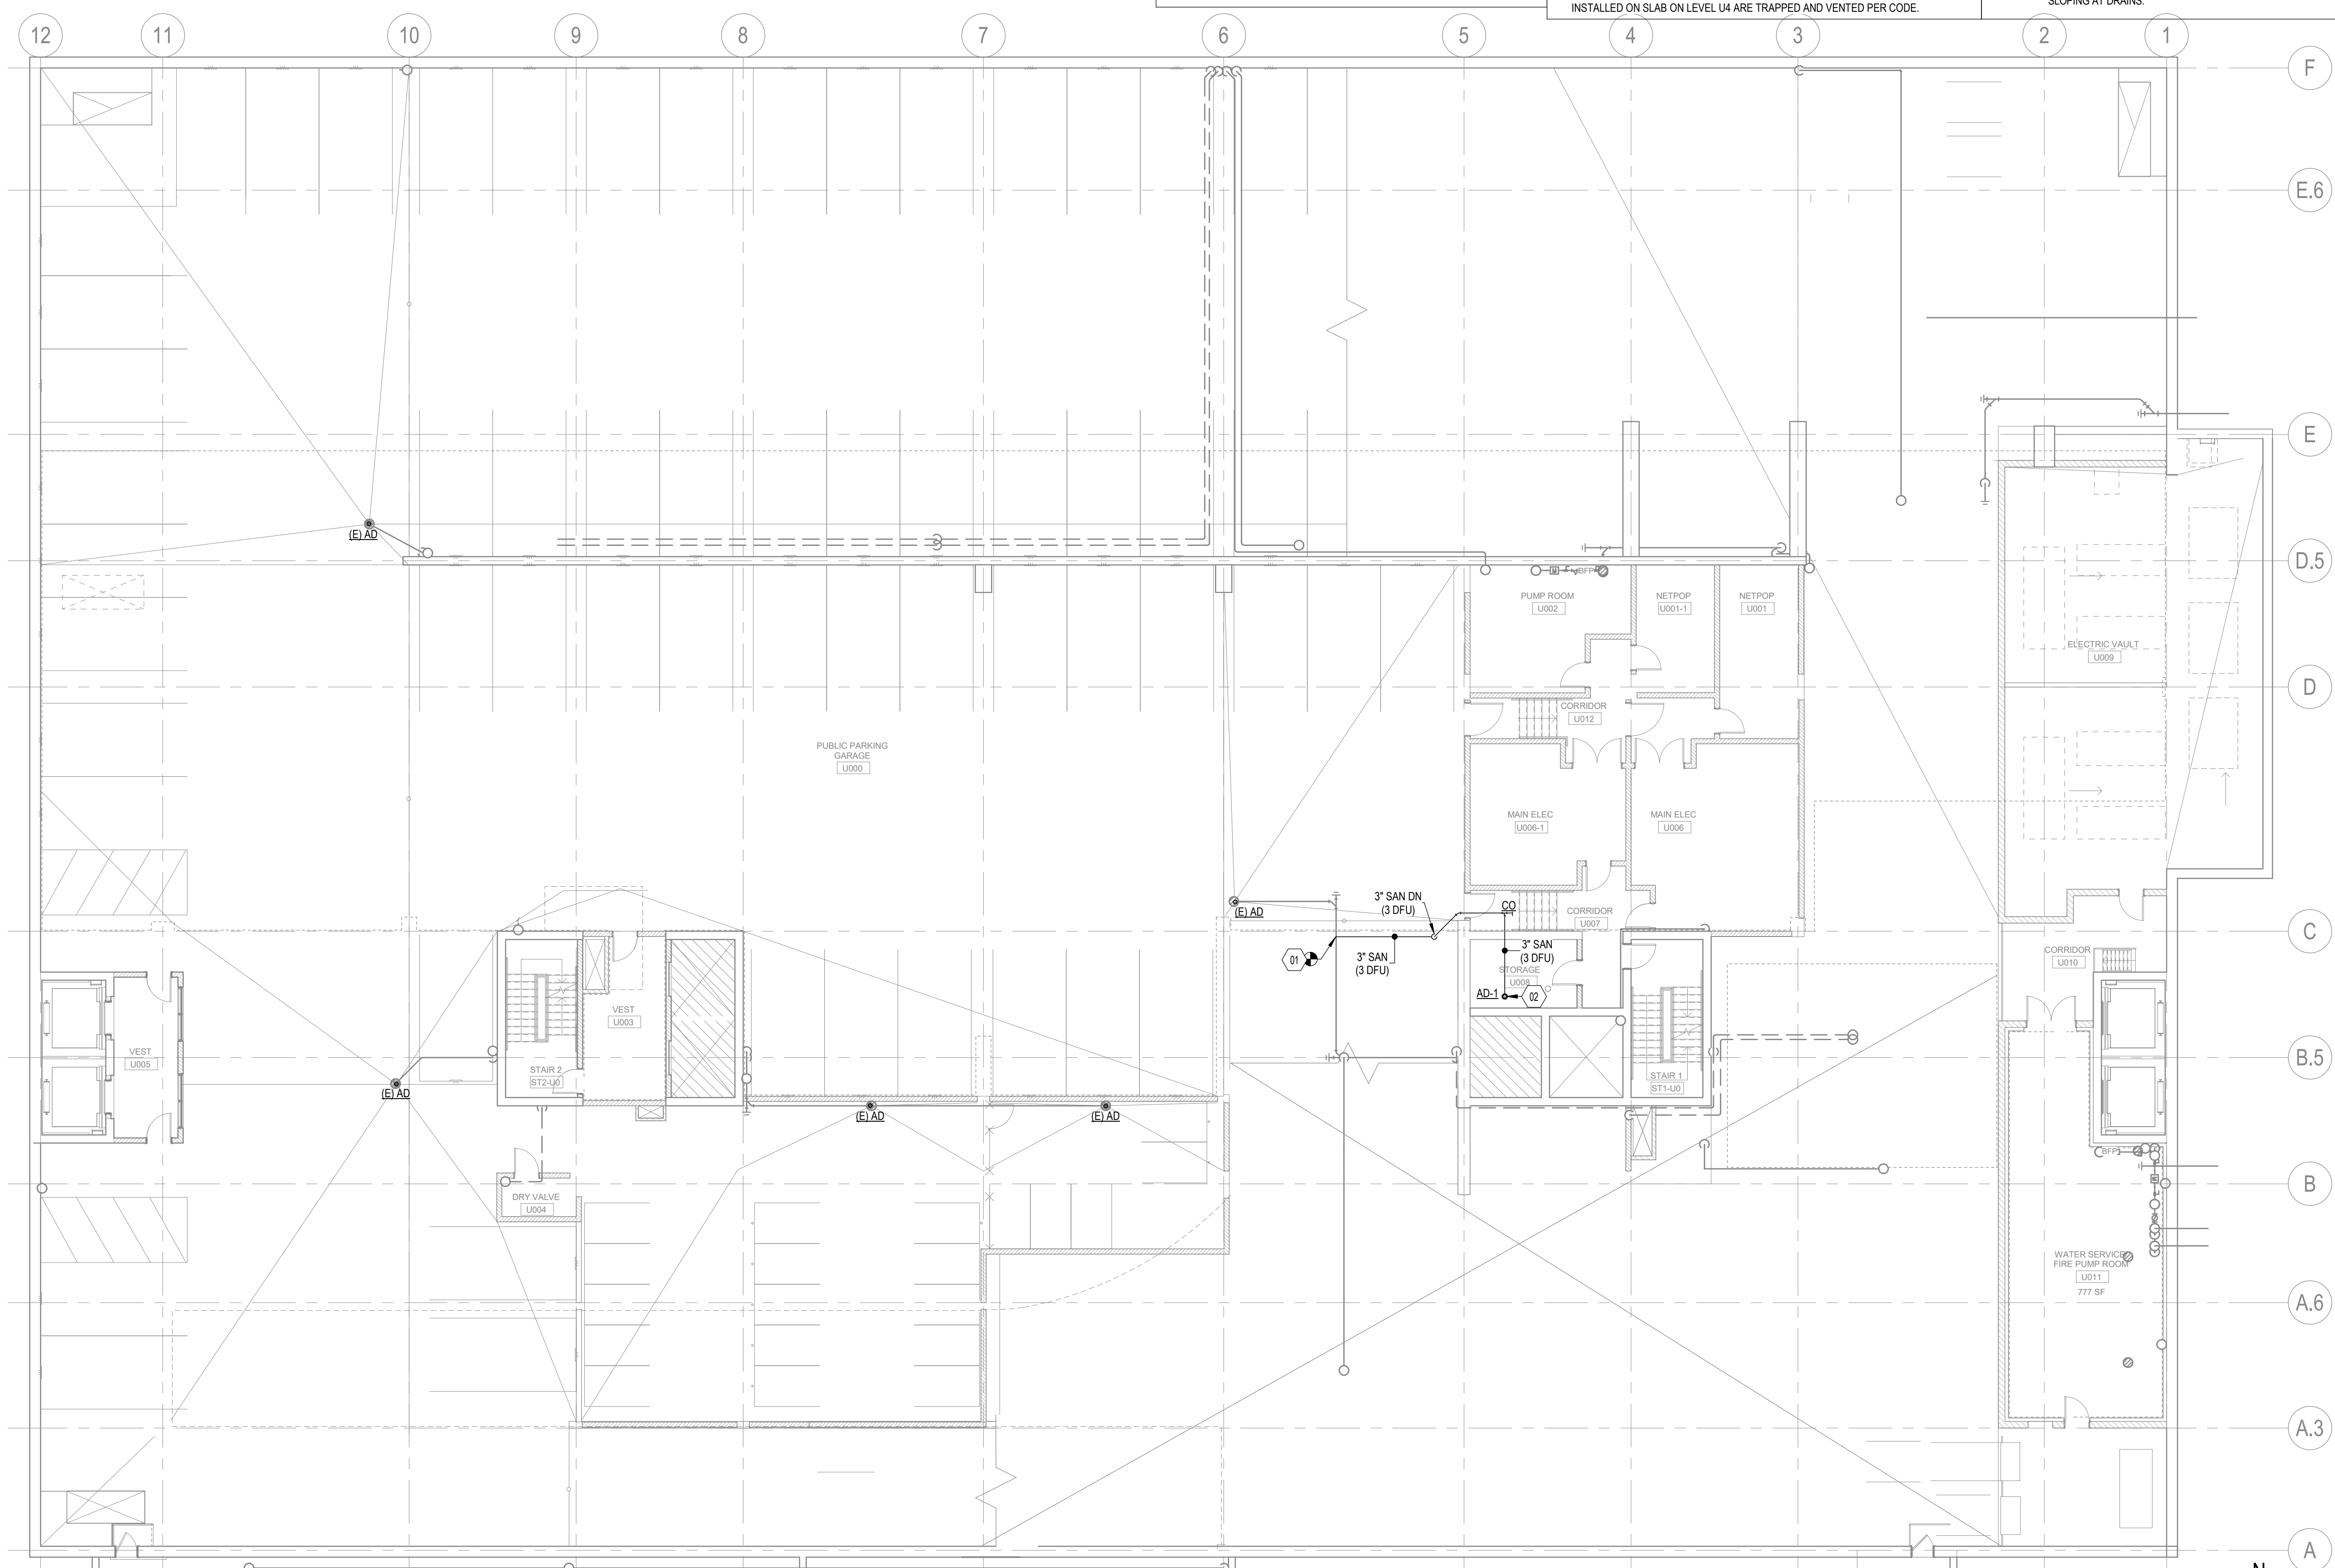 INSTALLED ON SLAB ON LEVEL U4 ARE TRAPPED AND VENTED PER CODE.
SLOPING AT DRAINS.
12
11
10
9
8
7
6
5
4
3
2
1
F
E.6
E
(E) AD
D.5
BFP
PUMP ROOM
U002
NETPOP
U001-1
NETPOP
U001
ELECTRIC VAULT
U009
D
CORRIDOR
U012
PUBLIC PARKING
GARAGE
U000
MAIN ELEC
U006-1
MAIN ELEC
U006
3" SAN DN
(3 DFU)
CO
(E) AD
CORRIDOR
U007
C
01
3" SAN
(3 DFU)
3" SAN
(3 DFU)
STORAGE
U008
AD-1
02
CORRIDOR
U010
VEST
U003
VEST
U005
STAIR 2
ST2-U0
STAIR 1
ST1-U0
B.5
(E) AD
(E) AD
(E) AD
BFP
B
DRY VALVE
U004
WATER SERVICE/
FIRE PUMP ROOM
U011
777 SF
A.6
A.3
A
N